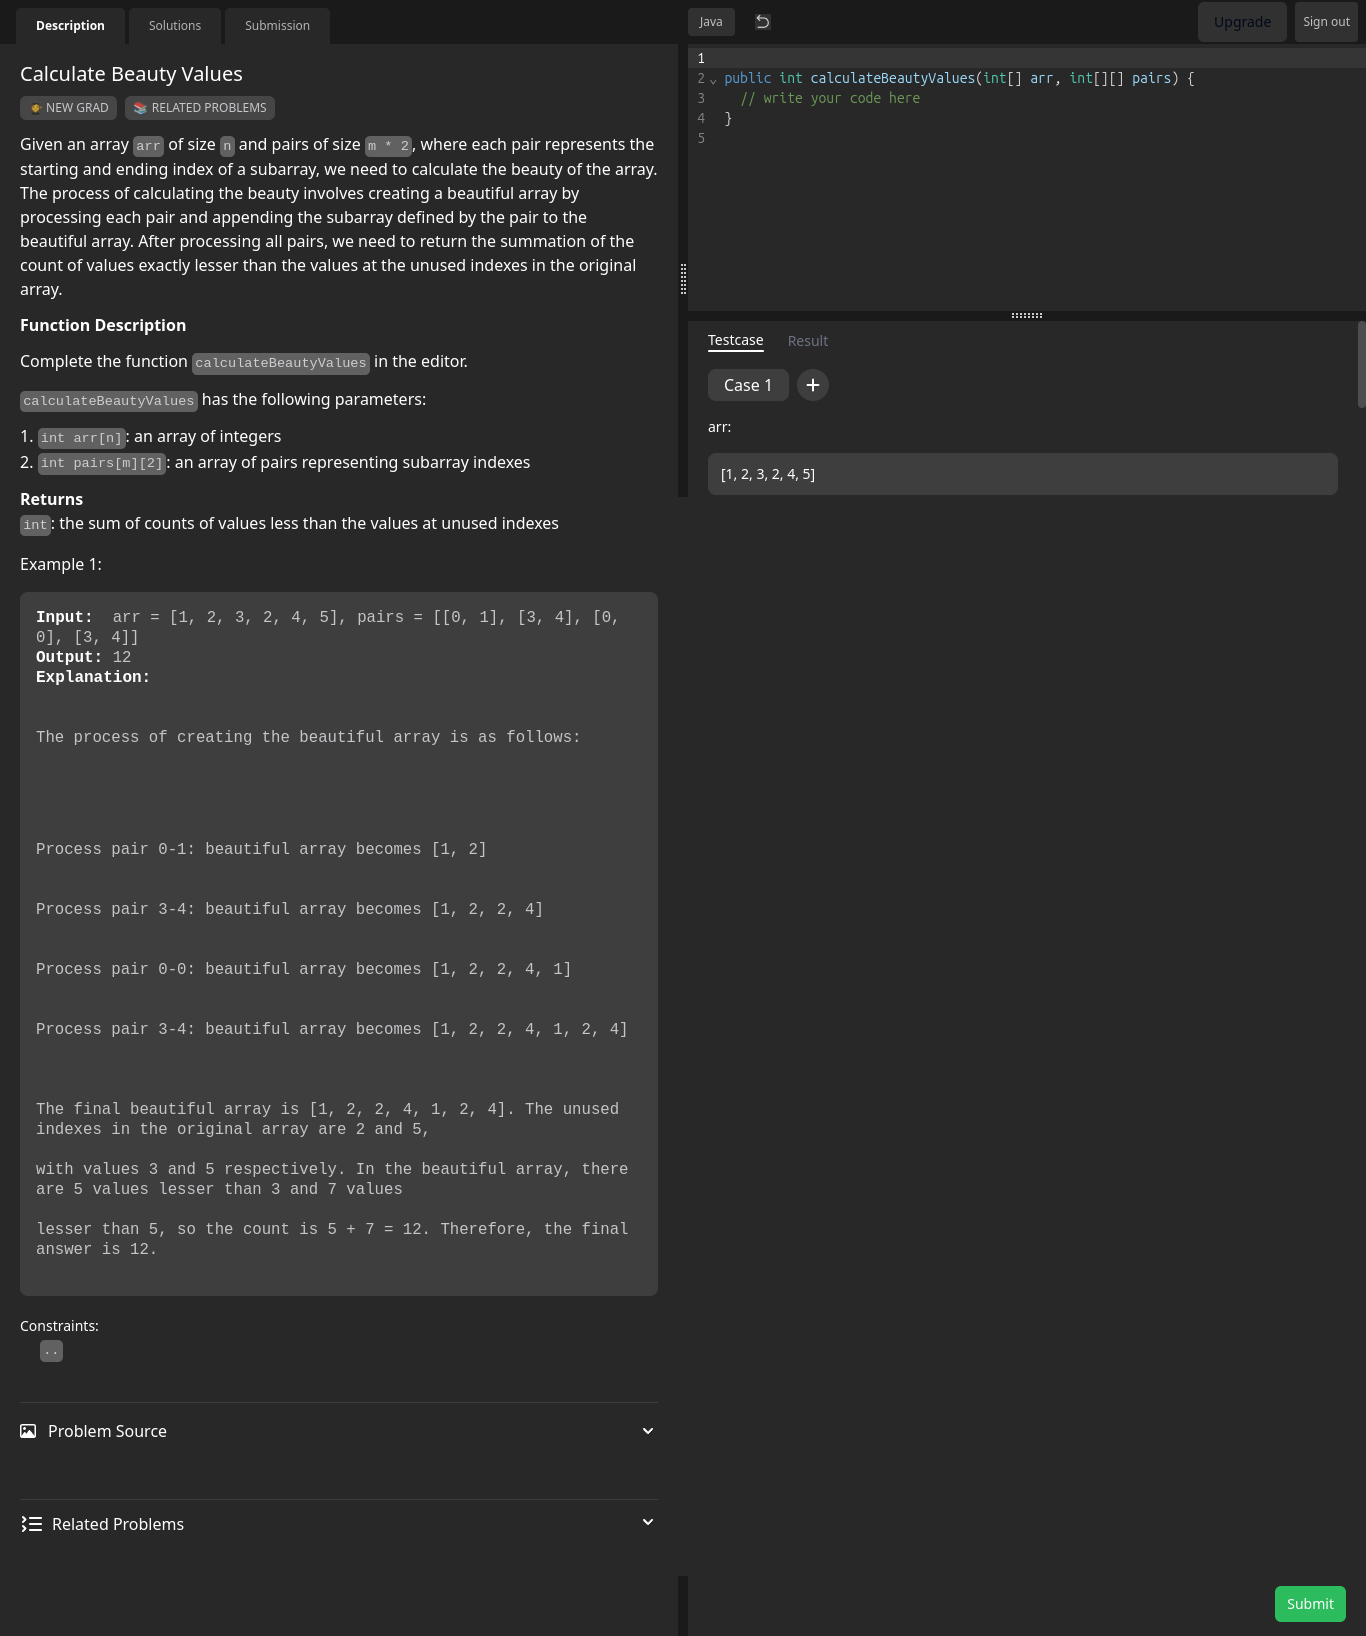 Description
Solutions
Submission
Calculate Beauty Values
NEW GRAD
RELATED PROBLEMS
Given an array arr of size n and pairs of size m * 2, where each pair represents the
starting and ending index of a subarray, we need to calculate the beauty of the array.
The process of calculating the beauty involves creating a beautiful array by
processing each pair and appending the subarray defined by the pair to the
beautiful array. After processing all pairs, we need to return the summation of the
count of values exactly lesser than the values at the unused indexes in the original
array.
Function Description
Complete the function calculateBeautyValues in the editor.
calculateBeautyValues has the following parameters:
1. int arr[n]: an array of integers
2. int pairs[m][2]: an array of pairs representing subarray indexes
Returns
int: the sum of counts of values less than the values at unused indexes
Example 1:
Input:  arr = [1, 2, 3, 2, 4, 5], pairs = [[0, 1], [3, 4], [0,
0], [3, 4]]
Output: 12
Explanation:
The process of creating the beautiful array is as follows:
Process pair 0-1: beautiful array becomes [1, 2]
Process pair 3-4: beautiful array becomes [1, 2, 2, 4]
Process pair 0-0: beautiful array becomes [1, 2, 2, 4, 1]
Process pair 3-4: beautiful array becomes [1, 2, 2, 4, 1, 2, 4]
The final beautiful array is [1, 2, 2, 4, 1, 2, 4]. The unused
indexes in the original array are 2 and 5,
with values 3 and 5 respectively. In the beautiful array, there
are 5 values lesser than 3 and 7 values
lesser than 5, so the count is 5 + 7 = 12. Therefore, the final
answer is 12.
Constraints:
..
Problem Source
Related Problems
Java
Upgrade
Sign out
1
2 public int calculateBeautyValues(int[] arr, int[][] pairs) {
3 // write your code here
4 }
5
Testcase
Result
Case 1
+
arr:
[1, 2, 3, 2, 4, 5]
Submit